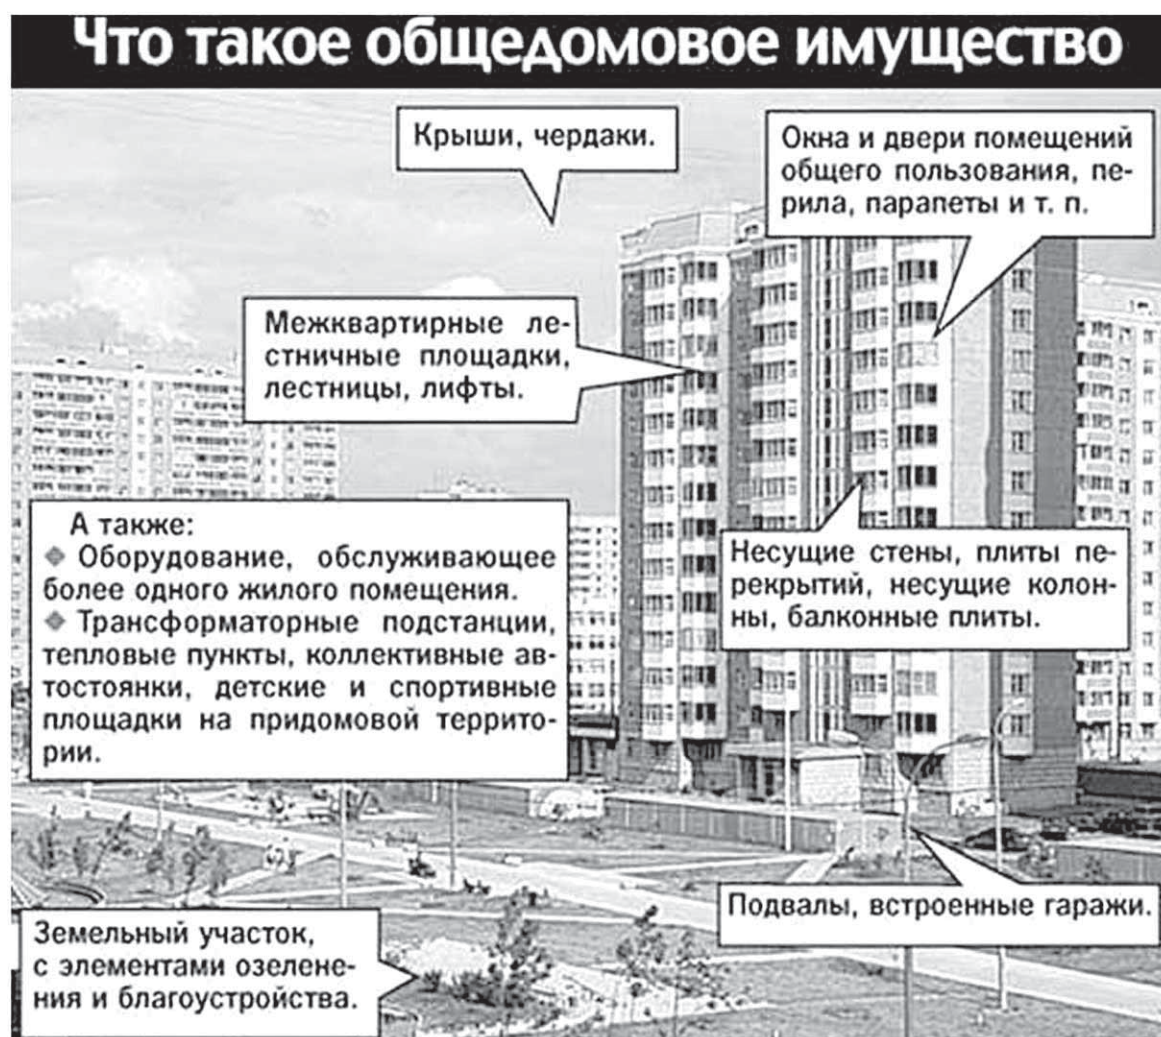 Что такое общедомовое имущество
Крыши, чердаки.
Окна и двери помещений
общего пользования, пе-
рила, парапеты и т. п.
Межквартирные ле-
стничные площадки,
лестницы, лифты.
А также:
◆ Оборудование, обслуживающее
более одного жилого помещения.
◆ Трансформаторные подстанции,
тепловые пункты, коллективные ав-
тостоянки, детские и спортивные
площадки на придомовой террито-
рии.
Несущие стены, плиты пе-
рекрытий, несущие колон-
ны, балконные плиты.
Подвалы, встроенные гаражи.
Земельный участок,
с элементами озелене-
ния и благоустройства.